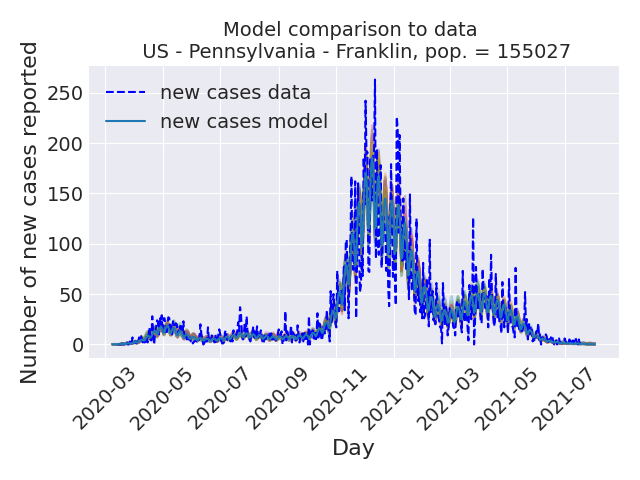 Model comparison to data
US - Pennsylvania - Franklin, pop. = 155027
Number of new cases reported
250
200
150
100
50
0
new cases data
new cases model
2020-03
2020-05
2020-07
2020-09
2020-11
2021-01
2021-03
2021-05
2021-07
Day